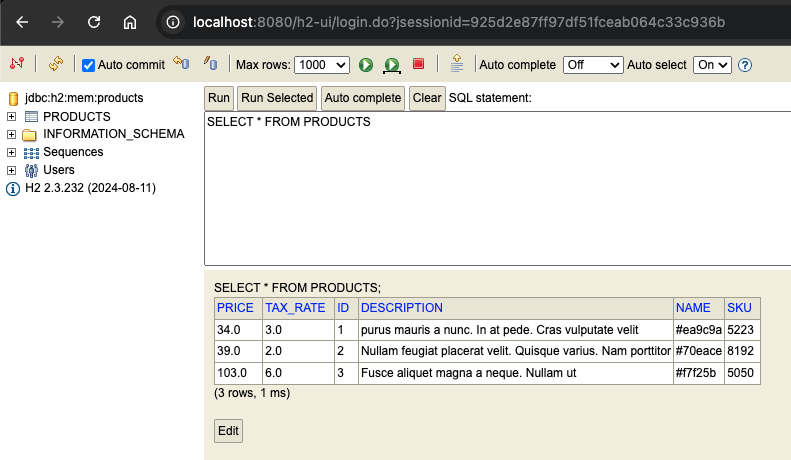 localhost:8080/h2-ui/login.do?jsessionid=925d2e87ff97df51fceab064c33c936b
Auto commit Max rows: 1000 Auto complete Off Auto select On
jdbc:h2:mem:products
PRODUCTS
INFORMATION_SCHEMA
Sequences
Users
H2 2.3.232 (2024-08-11)
Run Run Selected Auto complete Clear SQL statement:
SELECT * FROM PRODUCTS
SELECT * FROM PRODUCTS;
PRICE TAX_RATE ID DESCRIPTION NAME SKU
34.0 3.0 1 purus mauris a nunc. In at pede. Cras vulputate velit #ea9c9a 5223
39.0 2.0 2 Nullam feugiat placerat velit. Quisque varius. Nam porttitor #70eace 8192
103.0 6.0 3 Fusce aliquet magna a neque. Nullam ut #f7f25b 5050
(3 rows, 1 ms)
Edit